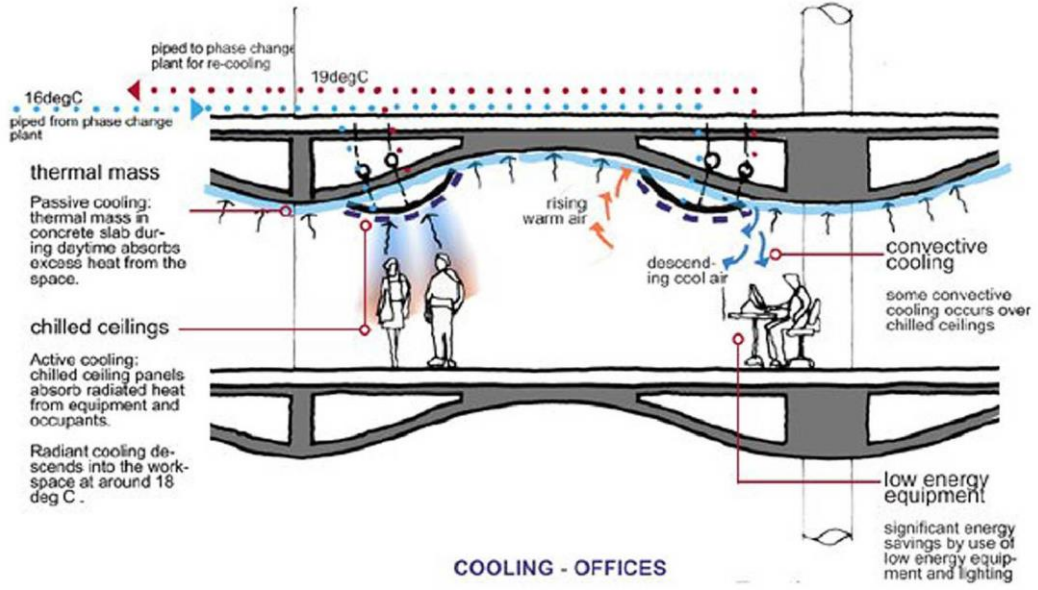 piped to phase change
plant for re-cooling
19degC
16degC
piped from phase change
plant
thermal mass
Passive cooling:
thermal mass in
concrete slab dur-
ing daytime absorbs
excess heat from the
space.
chilled ceilings
Active cooling:
chilled ceiling panels
absorb radiated heat
from equipment and
occupants.
Radiant cooling de-
scends into the work-
space at around 18
deg C .
rising
warm air
descend-
ing cool air
convective
cooling
some convective
cooling occurs over
chilled ceilings
low energy
equipment
significant energy
savings by use of
low energy equip-
ment and lighting
COOLING - OFFICES